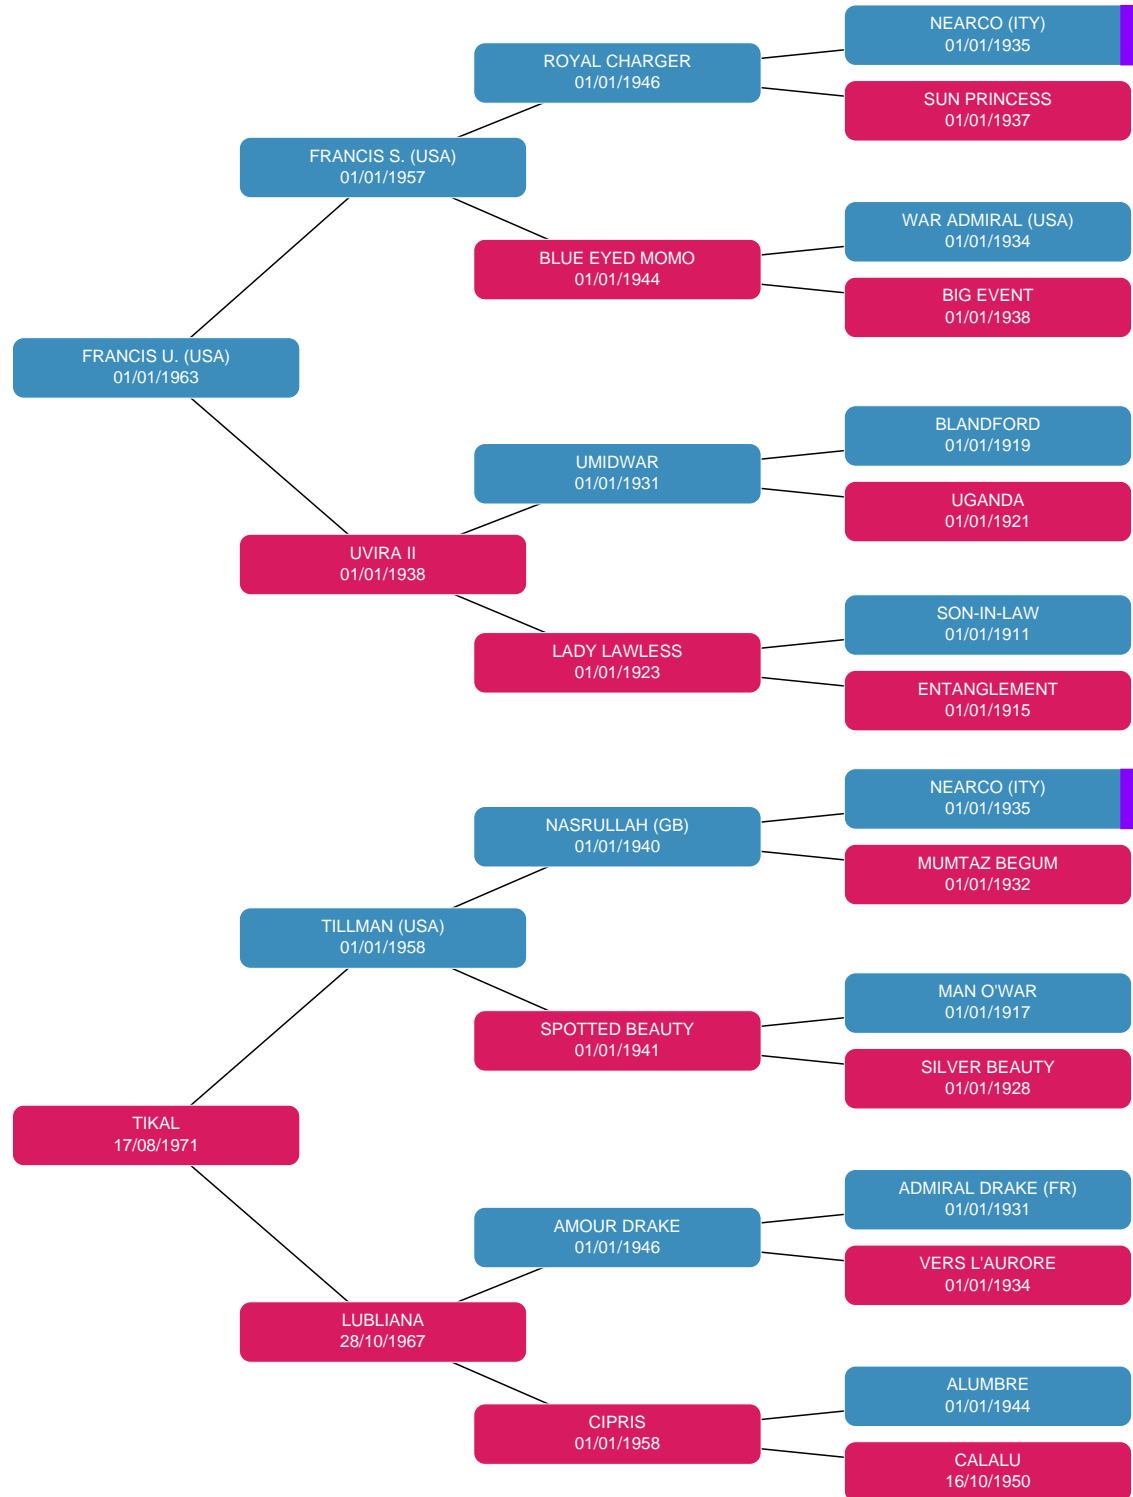 NEARCO (ITY)
01/01/1935
ROYAL CHARGER
01/01/1946
SUN PRINCESS
01/01/1937
FRANCIS S. (USA)
01/01/1957
WAR ADMIRAL (USA)
01/01/1934
BLUE EYED MOMO
01/01/1944
BIG EVENT
01/01/1938
FRANCIS U. (USA)
01/01/1963
BLANDFORD
01/01/1919
UMIDWAR
01/01/1931
UGANDA
01/01/1921
UVIRA II
01/01/1938
SON-IN-LAW
01/01/1911
LADY LAWLESS
01/01/1923
ENTANGLEMENT
01/01/1915
NEARCO (ITY)
01/01/1935
NASRULLAH (GB)
01/01/1940
MUMTAZ BEGUM
01/01/1932
TILLMAN (USA)
01/01/1958
MAN O'WAR
01/01/1917
SPOTTED BEAUTY
01/01/1941
SILVER BEAUTY
01/01/1928
TIKAL
17/08/1971
ADMIRAL DRAKE (FR)
01/01/1931
AMOUR DRAKE
01/01/1946
VERS L'AURORE
01/01/1934
LUBLIANA
28/10/1967
ALUMBRE
01/01/1944
CIPRIS
01/01/1958
CALALU
16/10/1950